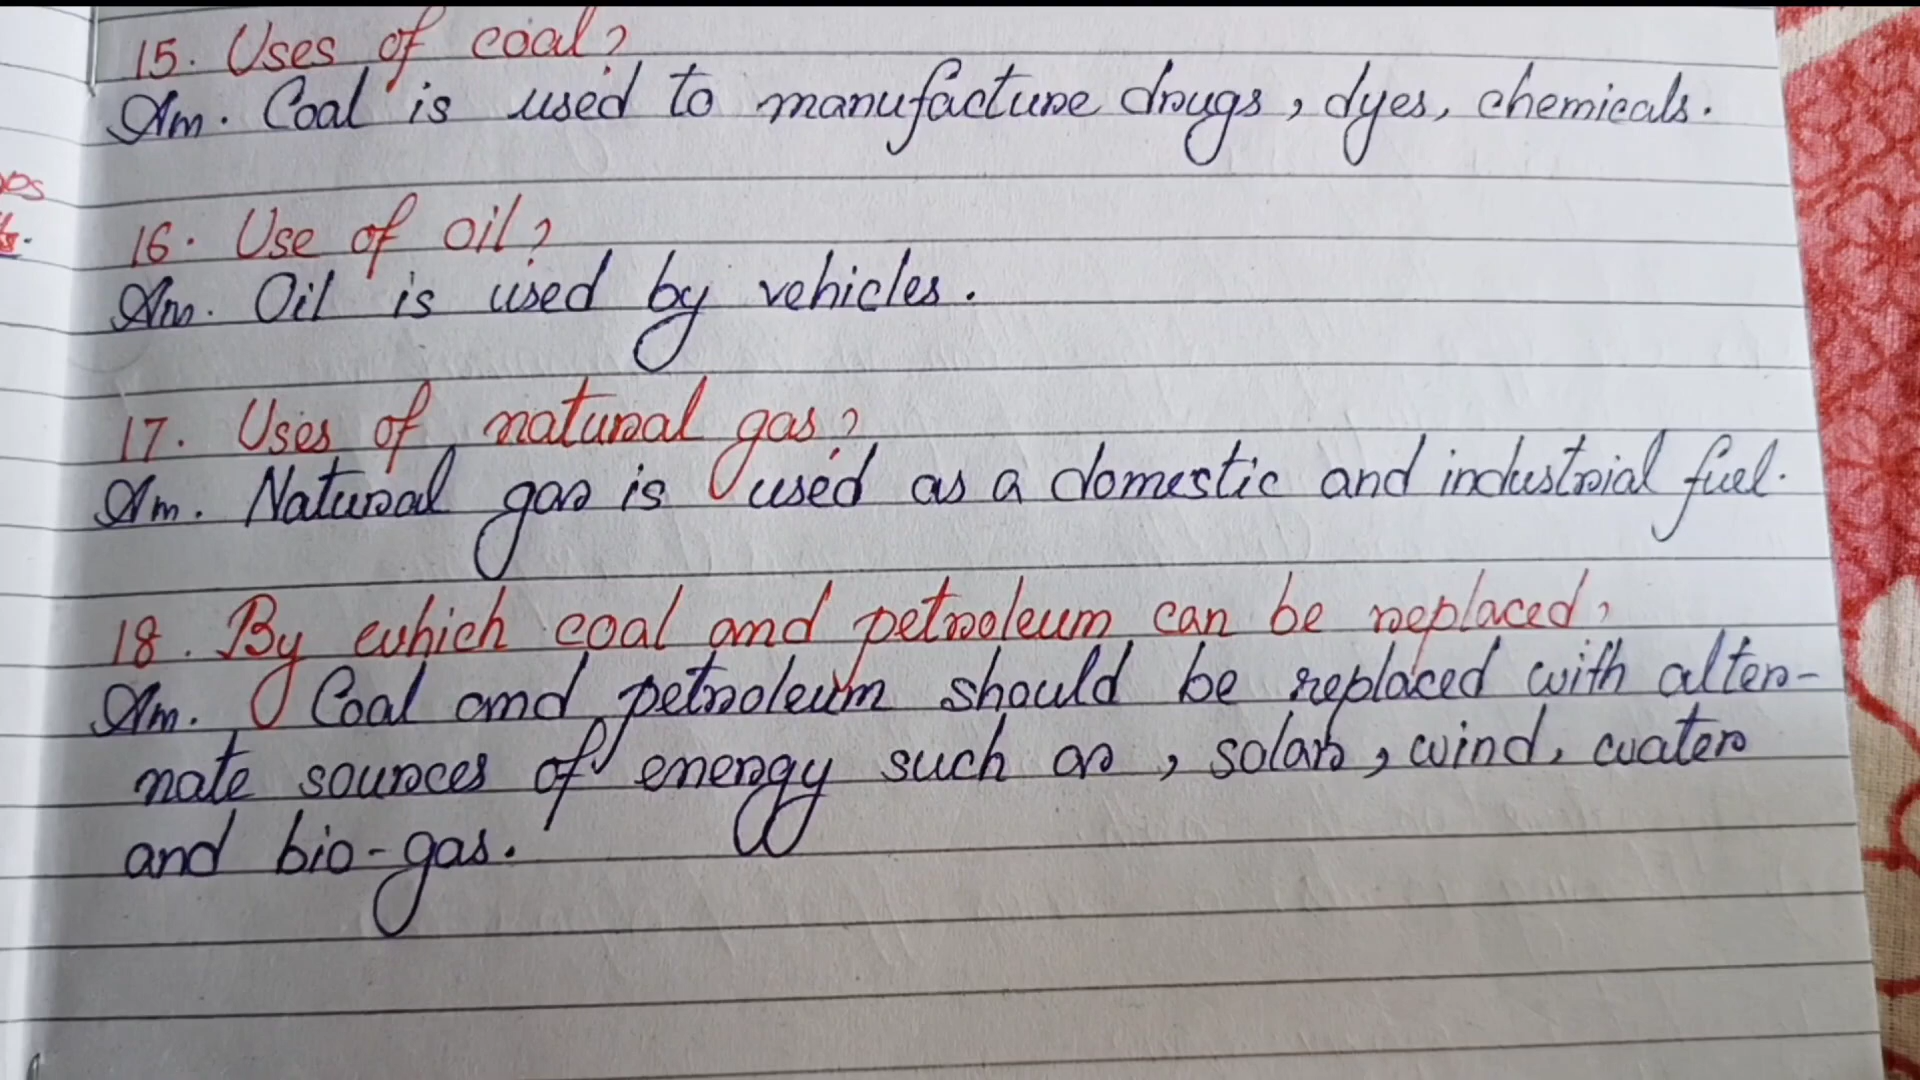 15. Uses of coal?
Ans. Coal is used to manufacture drugs, dyes, chemicals.
16. Use of oil?
Ans. Oil is used by vehicles.
17. Uses of natural gas?
Ans. Natural gas is used as a domestic and industrial fuel.
18. By which coal and petroleum can be replaced?
Ans. Coal and petroleum should be replaced with alter-
nate sources of energy such as, solar, wind, water
and bio-gas.